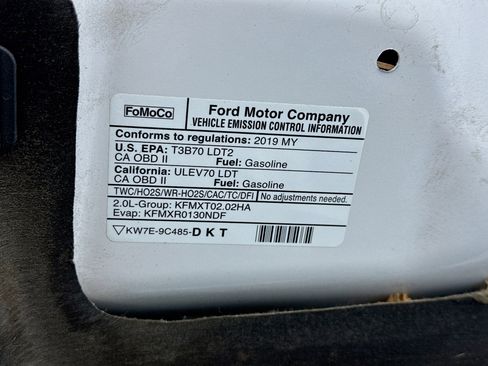 FoMoCo
Ford Motor Company
VEHICLE EMISSION CONTROL INFORMATION
Conforms to regulations: 2019 MY
U.S. EPA: T3B70 LDT2
CA OBD II Fuel: Gasoline
California: ULEV70 LDT
CA OBD II Fuel: Gasoline
TWC/HO2S/WR-HO2S/CAC/TC/DFI No adjustments needed.
2.0L-Group: KFMXT02.02HA
Evap: KFMXR0130NDF
KW7E-9C485-DKT